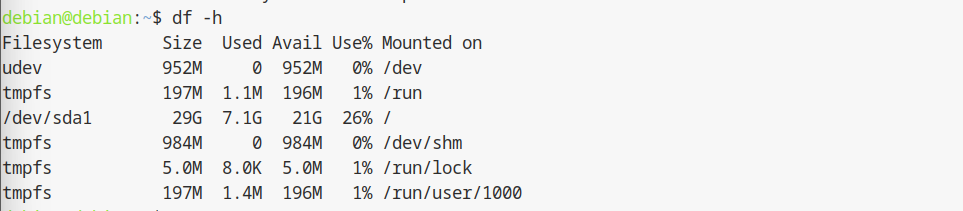 debian@debian:~$ df -h
Filesystem      Size  Used Avail Use% Mounted on
udev            952M     0  952M   0% /dev
tmpfs           197M  1.1M  196M   1% /run
/dev/sda1        29G  7.1G   21G  26% /
tmpfs           984M     0  984M   0% /dev/shm
tmpfs           5.0M  8.0K  5.0M   1% /run/lock
tmpfs           197M  1.4M  196M   1% /run/user/1000